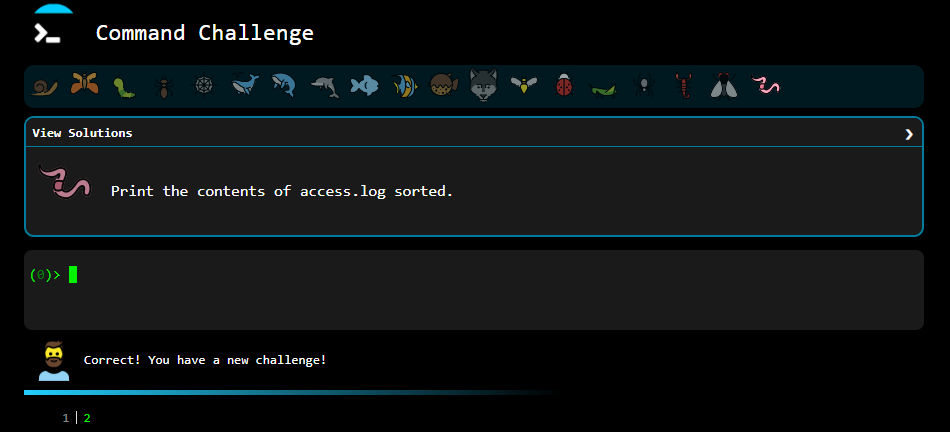 Command Challenge
View Solutions
Print the contents of access.log sorted.
(0)>
Correct! You have a new challenge!
1 | 2